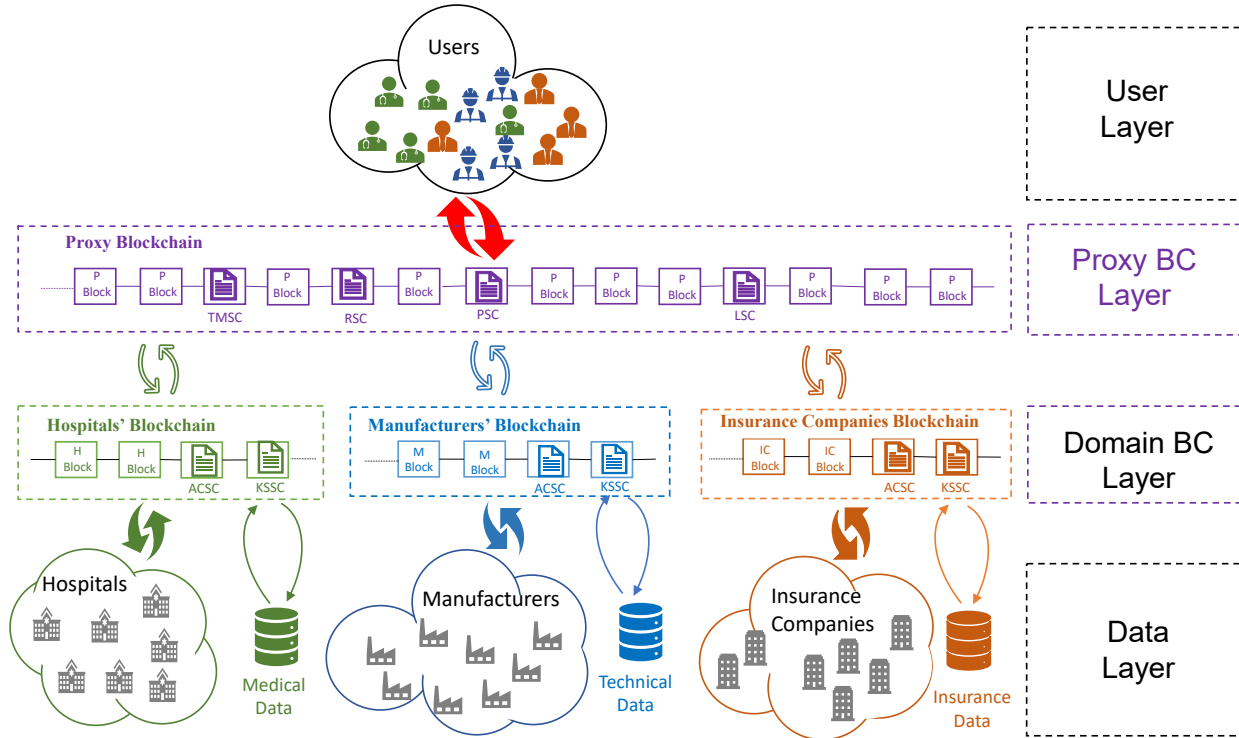 Users
User
Layer
Proxy Blockchain
P
Block
P
Block
TMSC
P
Block
RSC
P
Block
PSC
P
Block
P
Block
P
Block
LSC
P
Block
P
Block
P
Block
Proxy BC
Layer
Hospitals' Blockchain
H
Block
H
Block
ACSC
KSSC
Manufacturers' Blockchain
M
Block
M
Block
ACSC
KSSC
Insurance Companies Blockchain
IC
Block
IC
Block
ACSC
KSSC
Domain BC
Layer
Hospitals
Medical
Data
Manufacturers
Technical
Data
Insurance
Companies
Insurance
Data
Data
Layer